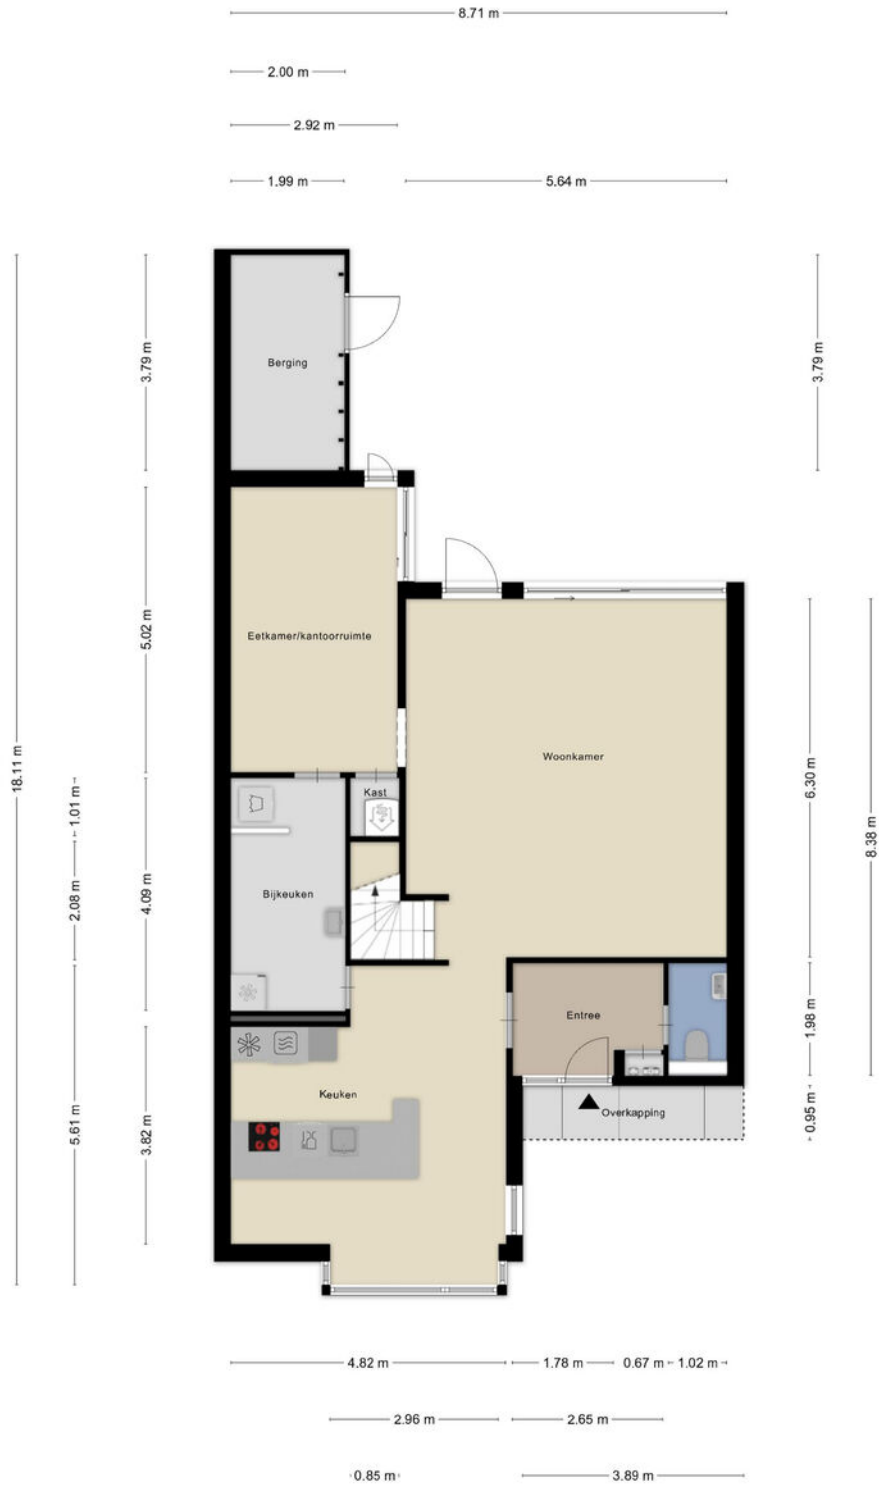 8.71 m
2.00 m
2.92 m
1.99 m
5.64 m
3.79 m
3.79 m
Berging
5.02 m
Eetkamer/kantoorruimte
18.11 m
Woonkamer
6.30 m
1.01 m
Kast
8.38 m
2.08 m
4.09 m
Bijkeuken
Entree
1.98 m
Keuken
Overkapping
0.95 m
5.61 m
3.82 m
4.82 m
1.78 m
0.67 m
1.02 m
2.96 m
2.65 m
0.85 m
3.89 m